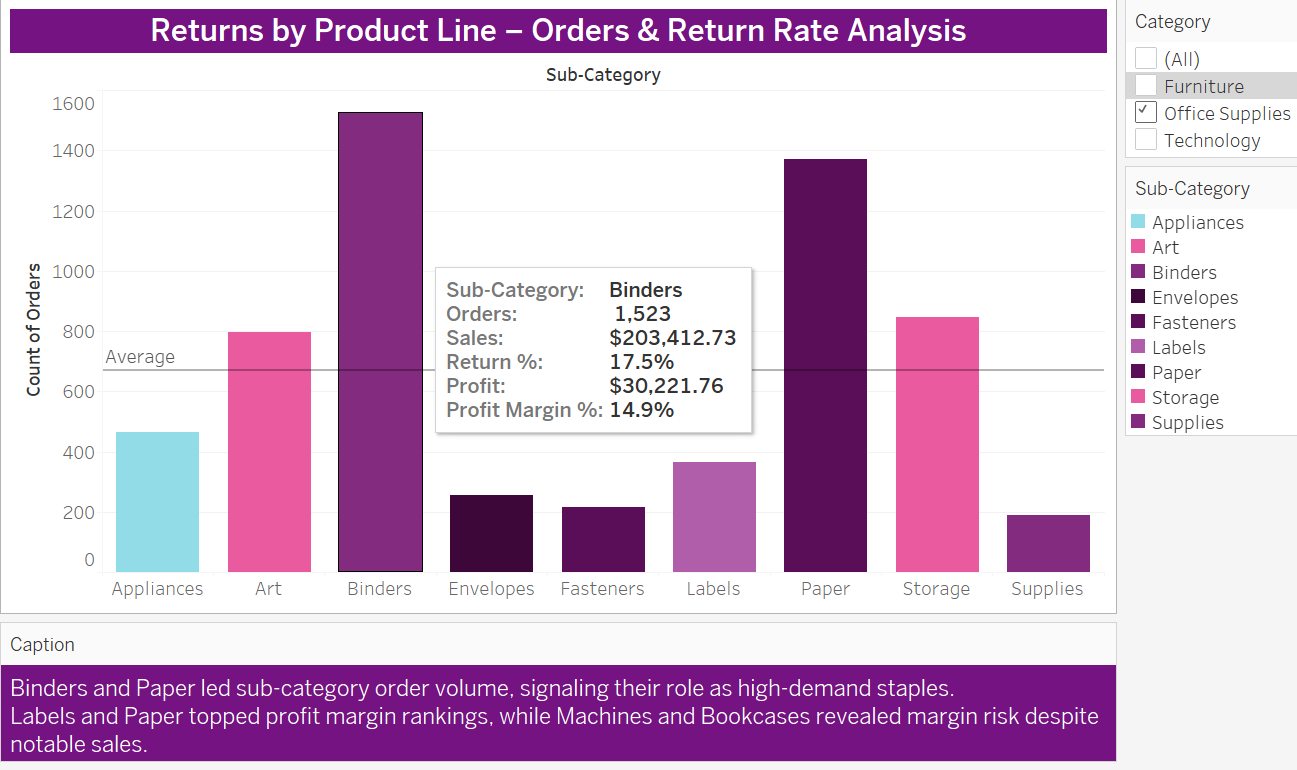 Returns by Product Line – Orders & Return Rate Analysis
Sub-Category
Count of Orders
1600
1400
1200
1000
800
600
400
200
0
Average
Sub-Category: Binders
Orders: 1,523
Sales: $203,412.73
Return %: 17.5%
Profit: $30,221.76
Profit Margin %: 14.9%
Appliances Art Binders Envelopes Fasteners Labels Paper Storage Supplies
Category
(All)
Furniture
Office Supplies
Technology
Sub-Category
Appliances
Art
Binders
Envelopes
Fasteners
Labels
Paper
Storage
Supplies
Caption
Binders and Paper led sub-category order volume, signaling their role as high-demand staples.
Labels and Paper topped profit margin rankings, while Machines and Bookcases revealed margin risk despite
notable sales.